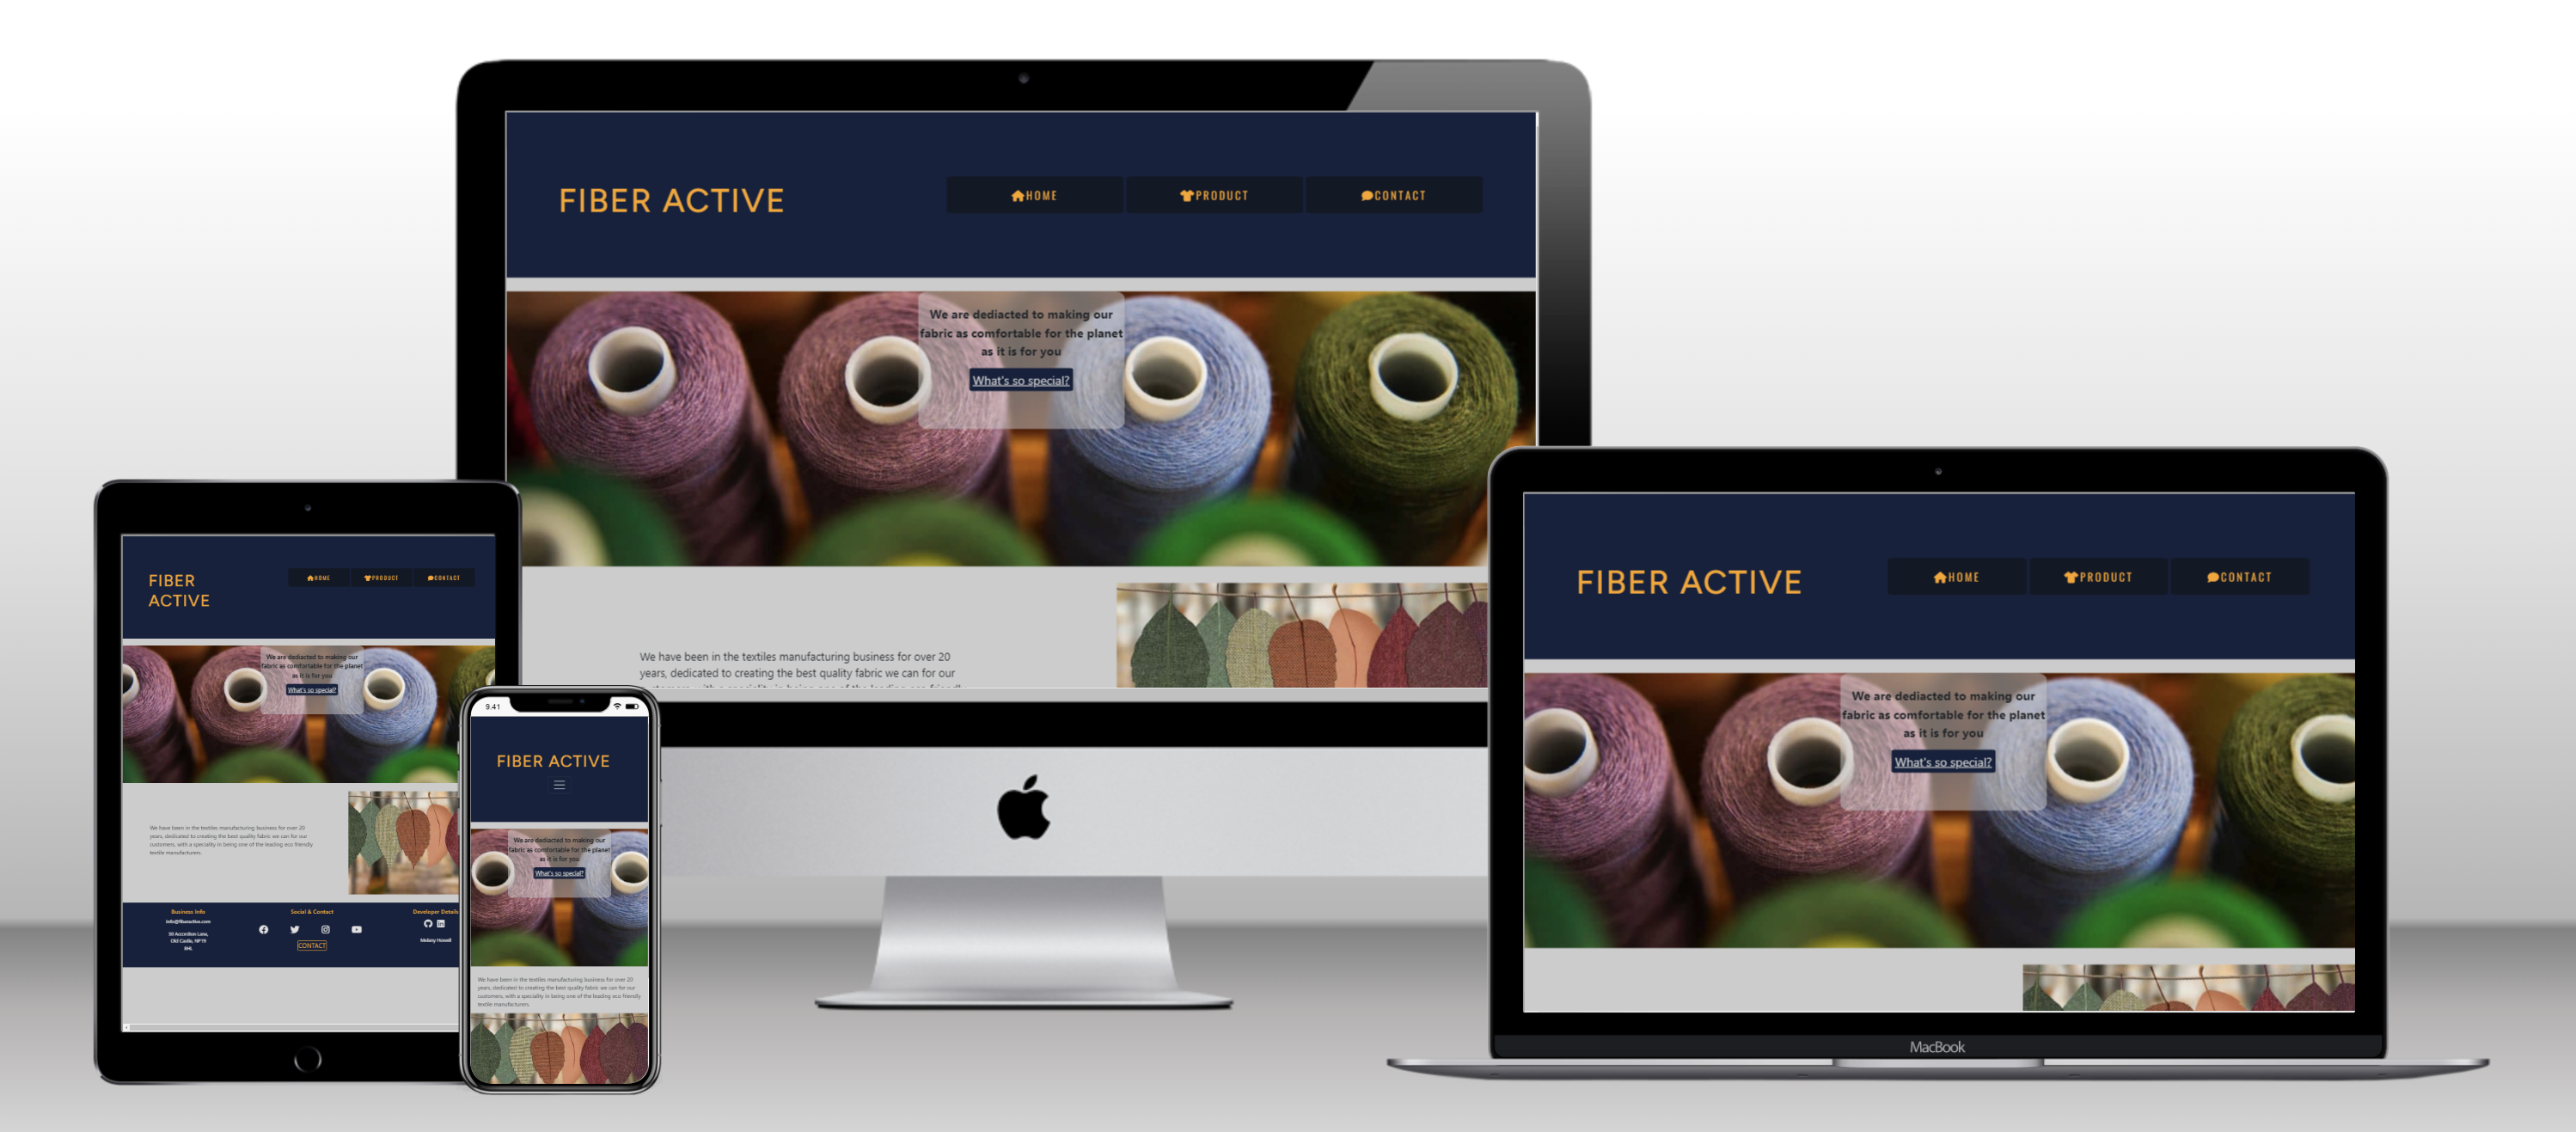 FIBER ACTIVE
HOME
PRODUCT
CONTACT
We are dediacted to making our
fabric as comfortable for the planet
as it is for you
What's so special?
We have been in the textiles manufacturing business for over 20
years, dedicated to creating the best quality fabric we can for our
FIBER
ACTIVE
HOME
PRODUCT
CONTACT
We are dediacted to making our
fabric as comfortable for the planet
as it is for you
What's so special?
We have been in the textiles manufacturing business for over 20
years, dedicated to creating the best quality fabric we can for our
customers, with a speciality in being one of the leading eco friendly
textile manufacturers.
Business Info
info@fiberactive.com
Old Castle, NP19
Social & Contact
CONTACT
Developer Details
Melany Howell
9.41
FIBER ACTIVE
We are dediacted to making our
fabric as comfortable for the planet
as it is for you
What's so special?
We have been in the textiles manufacturing business for over 20
years, dedicated to creating the best quality fabric we can for our
customers, with a speciality in being one of the leading eco friendly
textile manufacturers.
FIBER ACTIVE
HOME
PRODUCT
CONTACT
We are dediacted to making our
fabric as comfortable for the planet
as it is for you
What's so special?
MacBook